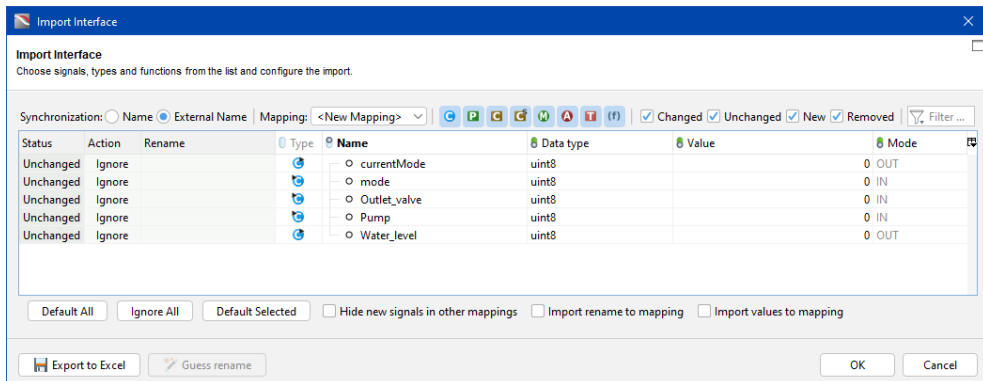 Import Interface
Import Interface
Choose signals, types and functions from the list and configure the import.
Synchronization: Name External Name Mapping: <New Mapping> C P C C S M A T (f) Changed Unchanged New Removed Filter ...
Status Action Rename Type Name Data type Value Mode
Unchanged Ignore C currentMode uint8 0 OUT
Unchanged Ignore C mode uint8 0 IN
Unchanged Ignore C Outlet_valve uint8 0 IN
Unchanged Ignore C Pump uint8 0 IN
Unchanged Ignore C Water_level uint8 0 OUT
Default All Ignore All Default Selected Hide new signals in other mappings Import rename to mapping Import values to mapping
Export to Excel Guess rename OK Cancel